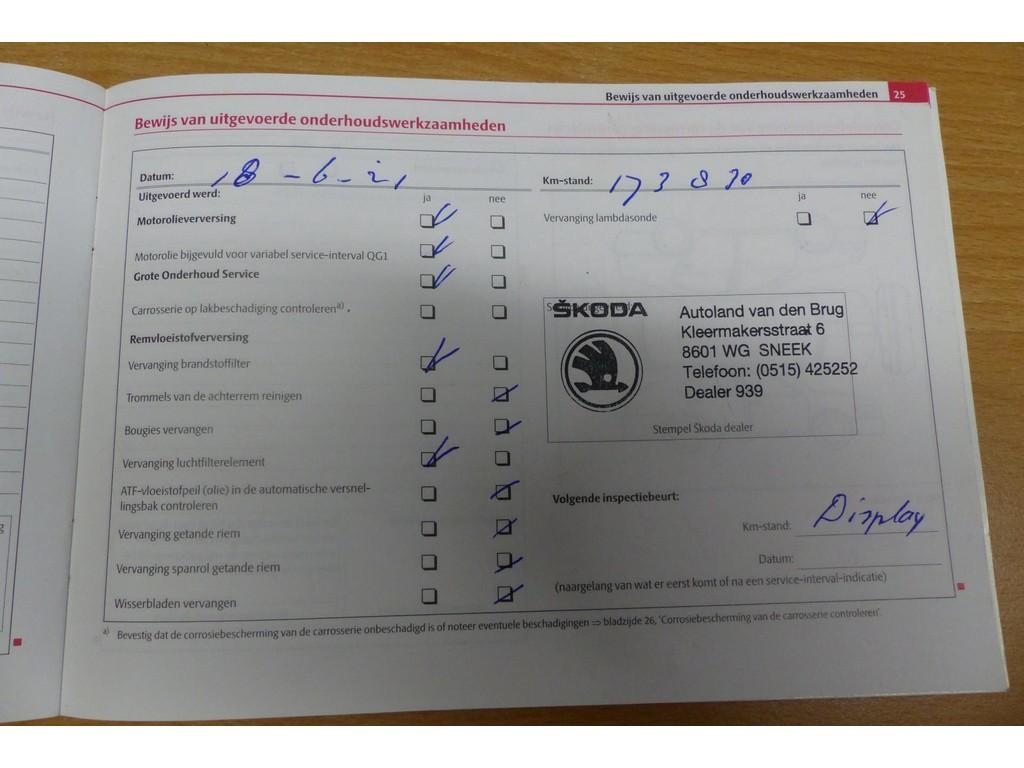 Bewijs van uitgevoerde onderhoudswerkzaamheden 25
Bewijs van uitgevoerde onderhoudswerkzaamheden
Datum: 18-6-21
Km-stand: 173 830
Uitgevoerd werd:
ja nee
ja nee
Motorolieverversing
Vervanging lambdasonde
Motorolie bijgevuld voor variabel service-interval QG1
Grote Onderhoud Service
Carrosserie op lakbeschadiging controleren a).
Remvloeistofverversing
Vervanging brandstoffilter
Trommels van de achterrem reinigen
Bougies vervangen
Vervanging luchtfilterelement
ATF-vloeistofpeil (olie) in de automatische versnel-
lingsbak controleren
Vervanging getande riem
Vervanging spanrol getande riem
Wisserbladen vervangen
ŠKODA
Autoland van den Brug
Kleermakersstraat 6
8601 WG SNEEK
Telefoon: (0515) 425252
Dealer 939
Stempel Škoda dealer
Volgende inspectiebeurt:
Km-stand: Display
Datum:
(naargelang van wat er eerst komt of na een service-interval-indicatie)
a) Bevestig dat de corrosiebescherming van de carrosserie onbeschadigd is of noteer eventuele beschadigingen ⇒ bladzijde 26, 'Corrosiebescherming van de carrosserie controleren'.